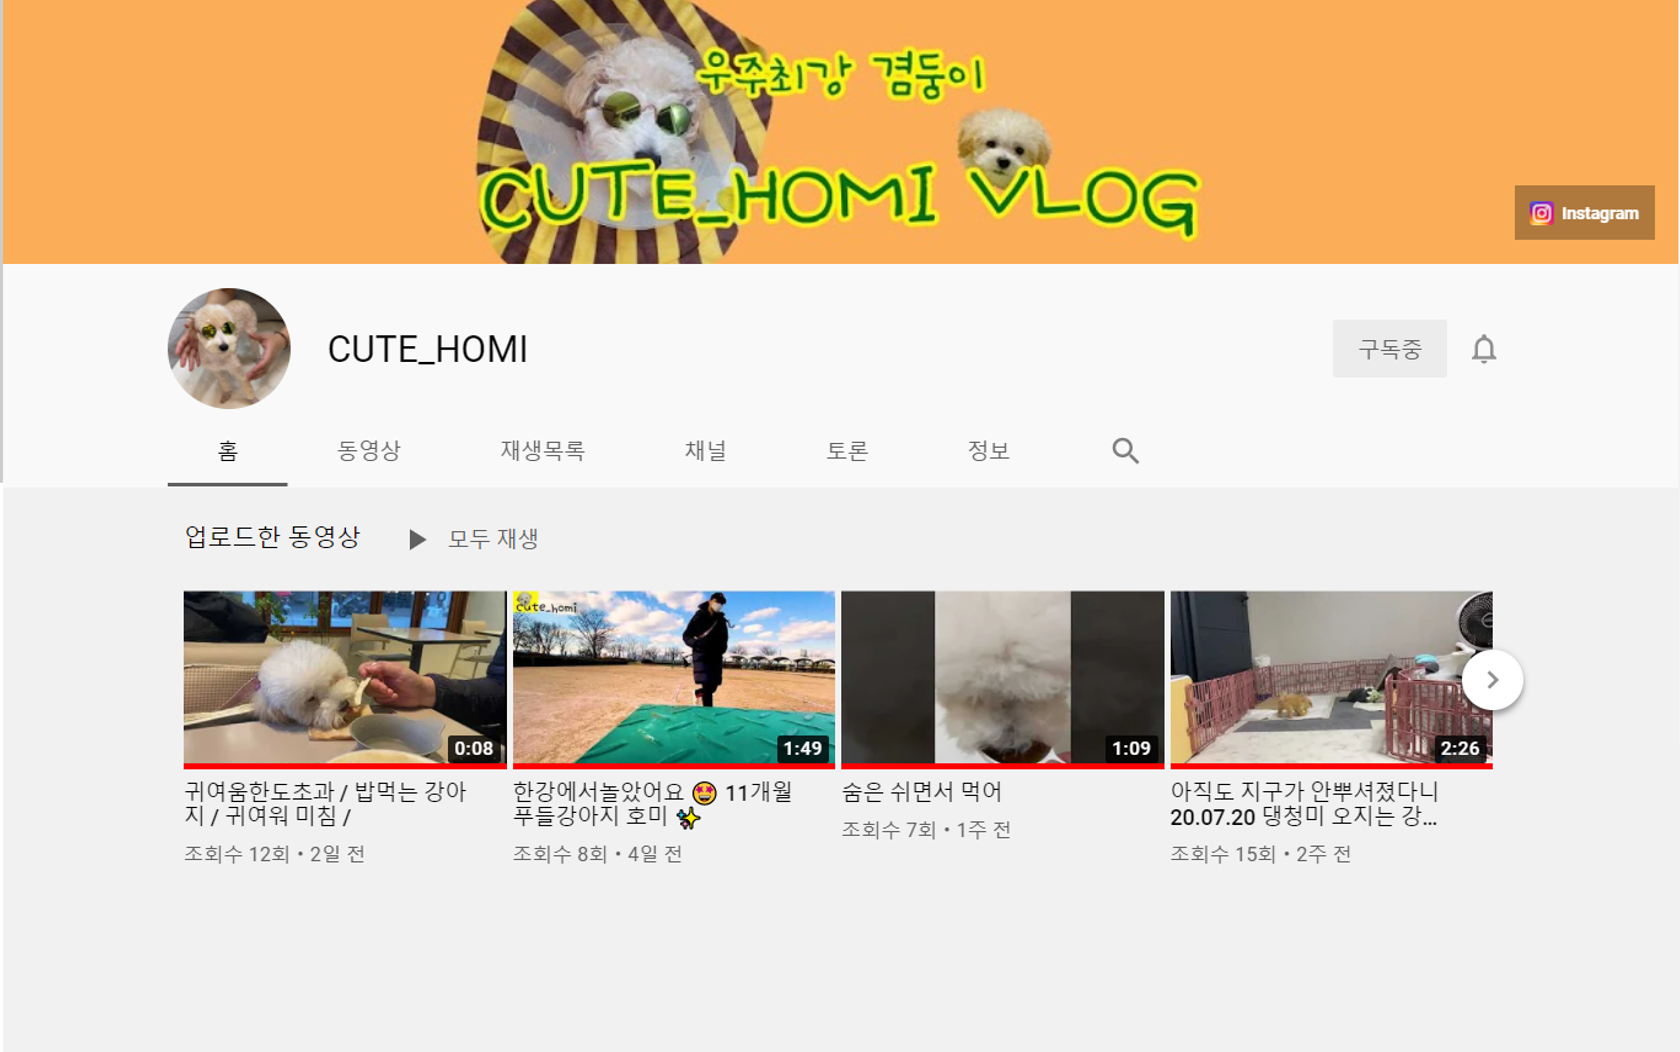 우주최강 겸둥이
CUTE_HOMI VLOG
Instagram
CUTE_HOMI
구독중
홈 동영상 재생목록 채널 토론 정보
업로드한 동영상 모두 재생
cute_homi
0:08
1:49
1:09
2:26
귀여움한도초과 / 밥먹는 강아
지 / 귀여워 미침 /
조회수 12회 • 2일 전
한강에서놀았어요 🤩 11개월
푸들강아지 호미 ✨
조회수 8회 • 4일 전
숨은 쉬면서 먹어
조회수 7회 • 1주 전
아직도 지구가 안뿌셔졌다니
20.07.20 댕청미 오지는 강...
조회수 15회 • 2주 전